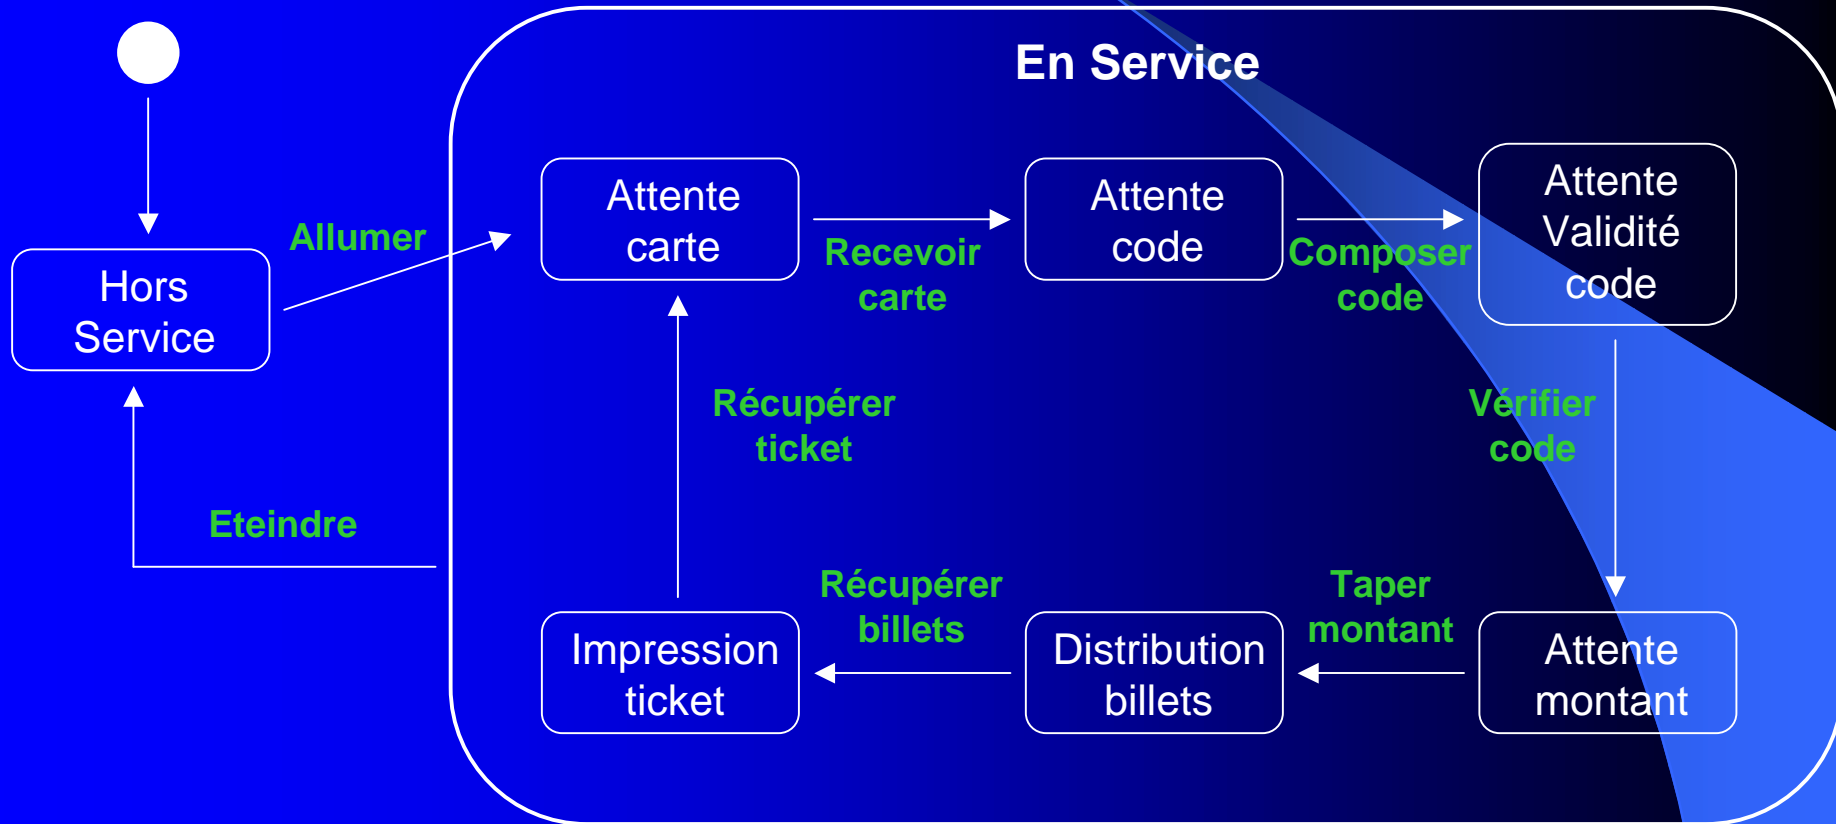 En Service
Attente
carte
Attente
code
Attente
Validité
code
Allumer
Recevoir
carte
Composer
code
Hors
Service
Récupérer
ticket
Vérifier
code
Eteindre
Récupérer
billets
Taper
montant
Impression
ticket
Distribution
billets
Attente
montant